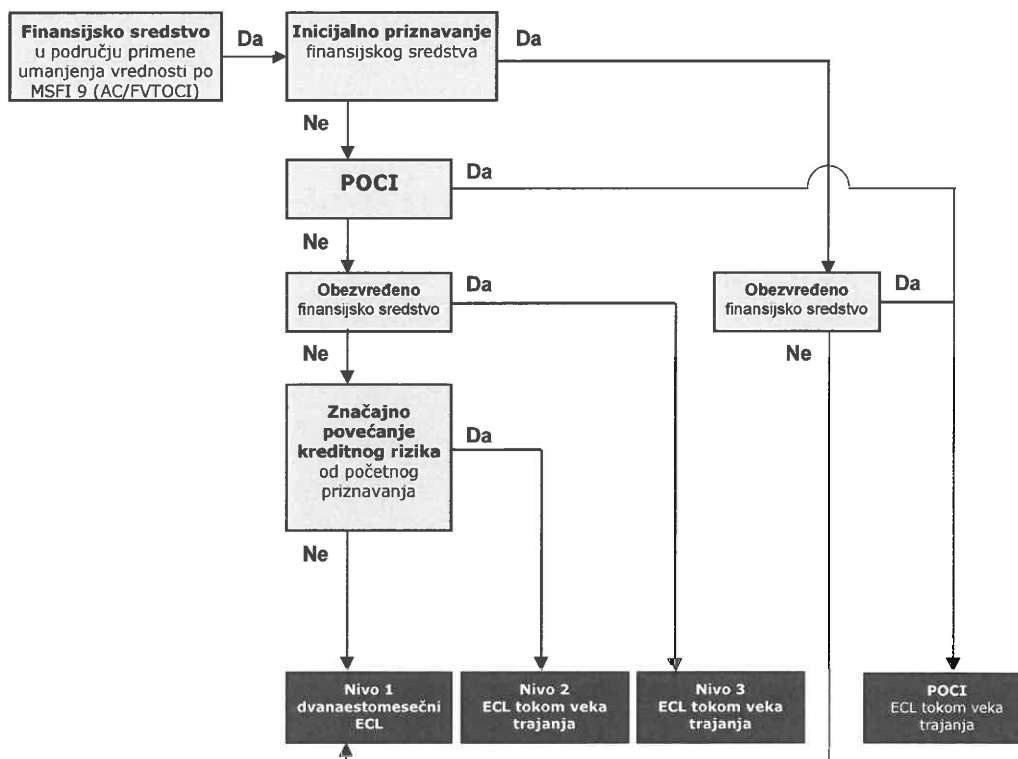 Finansijsko sredstvo
u području primene
umanjenja vrednosti po
MSFI 9 (AC/FVTOCI)
Da
Inicijalno priznavanje
finansijskog sredstva
Da
Ne
POCI
Da
Ne
Obezvređeno
finansijsko sredstvo
Da
Obezvređeno
finansijsko sredstvo
Da
Ne
Ne
Značajno
povećanje
kreditnog rizika
od početnog
priznavanja
Da
Ne
Nivo 1
dvanaestomesečni
ECL
Nivo 2
ECL tokom veka
trajanja
Nivo 3
ECL tokom veka
trajanja
POCI
ECL tokom veka
trajanja